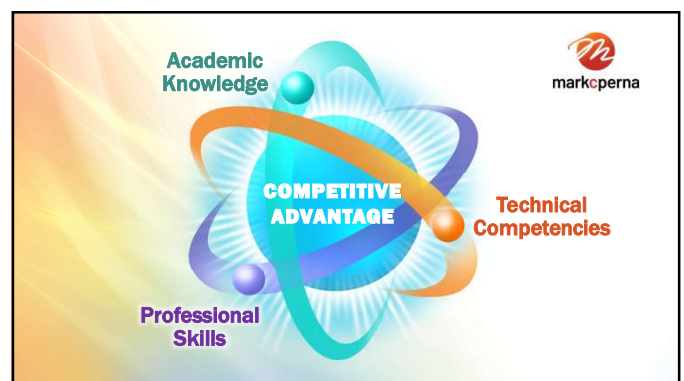 Academic
Knowledge
markcperna
COMPETITIVE
ADVANTAGE
Technical
Competencies
Professional
Skills